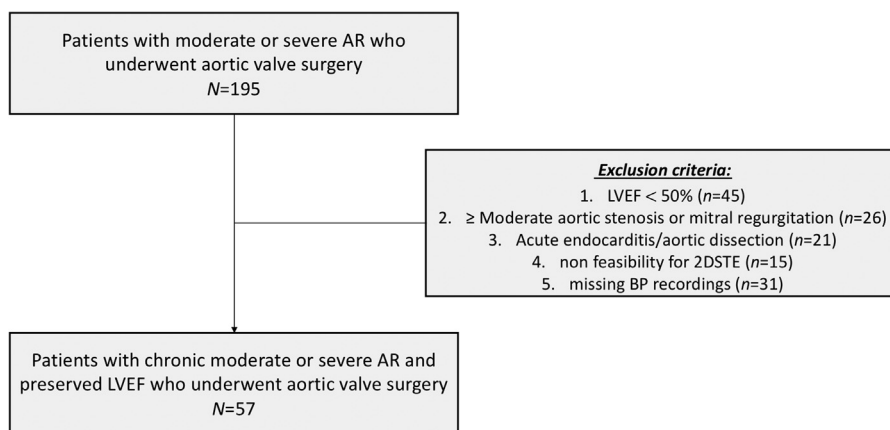 Patients with moderate or severe AR who
underwent aortic valve surgery
N=195
Exclusion criteria:
1. LVEF < 50% (n=45)
2. ≥ Moderate aortic stenosis or mitral regurgitation (n=26)
3. Acute endocarditis/aortic dissection (n=21)
4. non feasibility for 2DSTE (n=15)
5. missing BP recordings (n=31)
Patients with chronic moderate or severe AR and
preserved LVEF who underwent aortic valve surgery
N=57